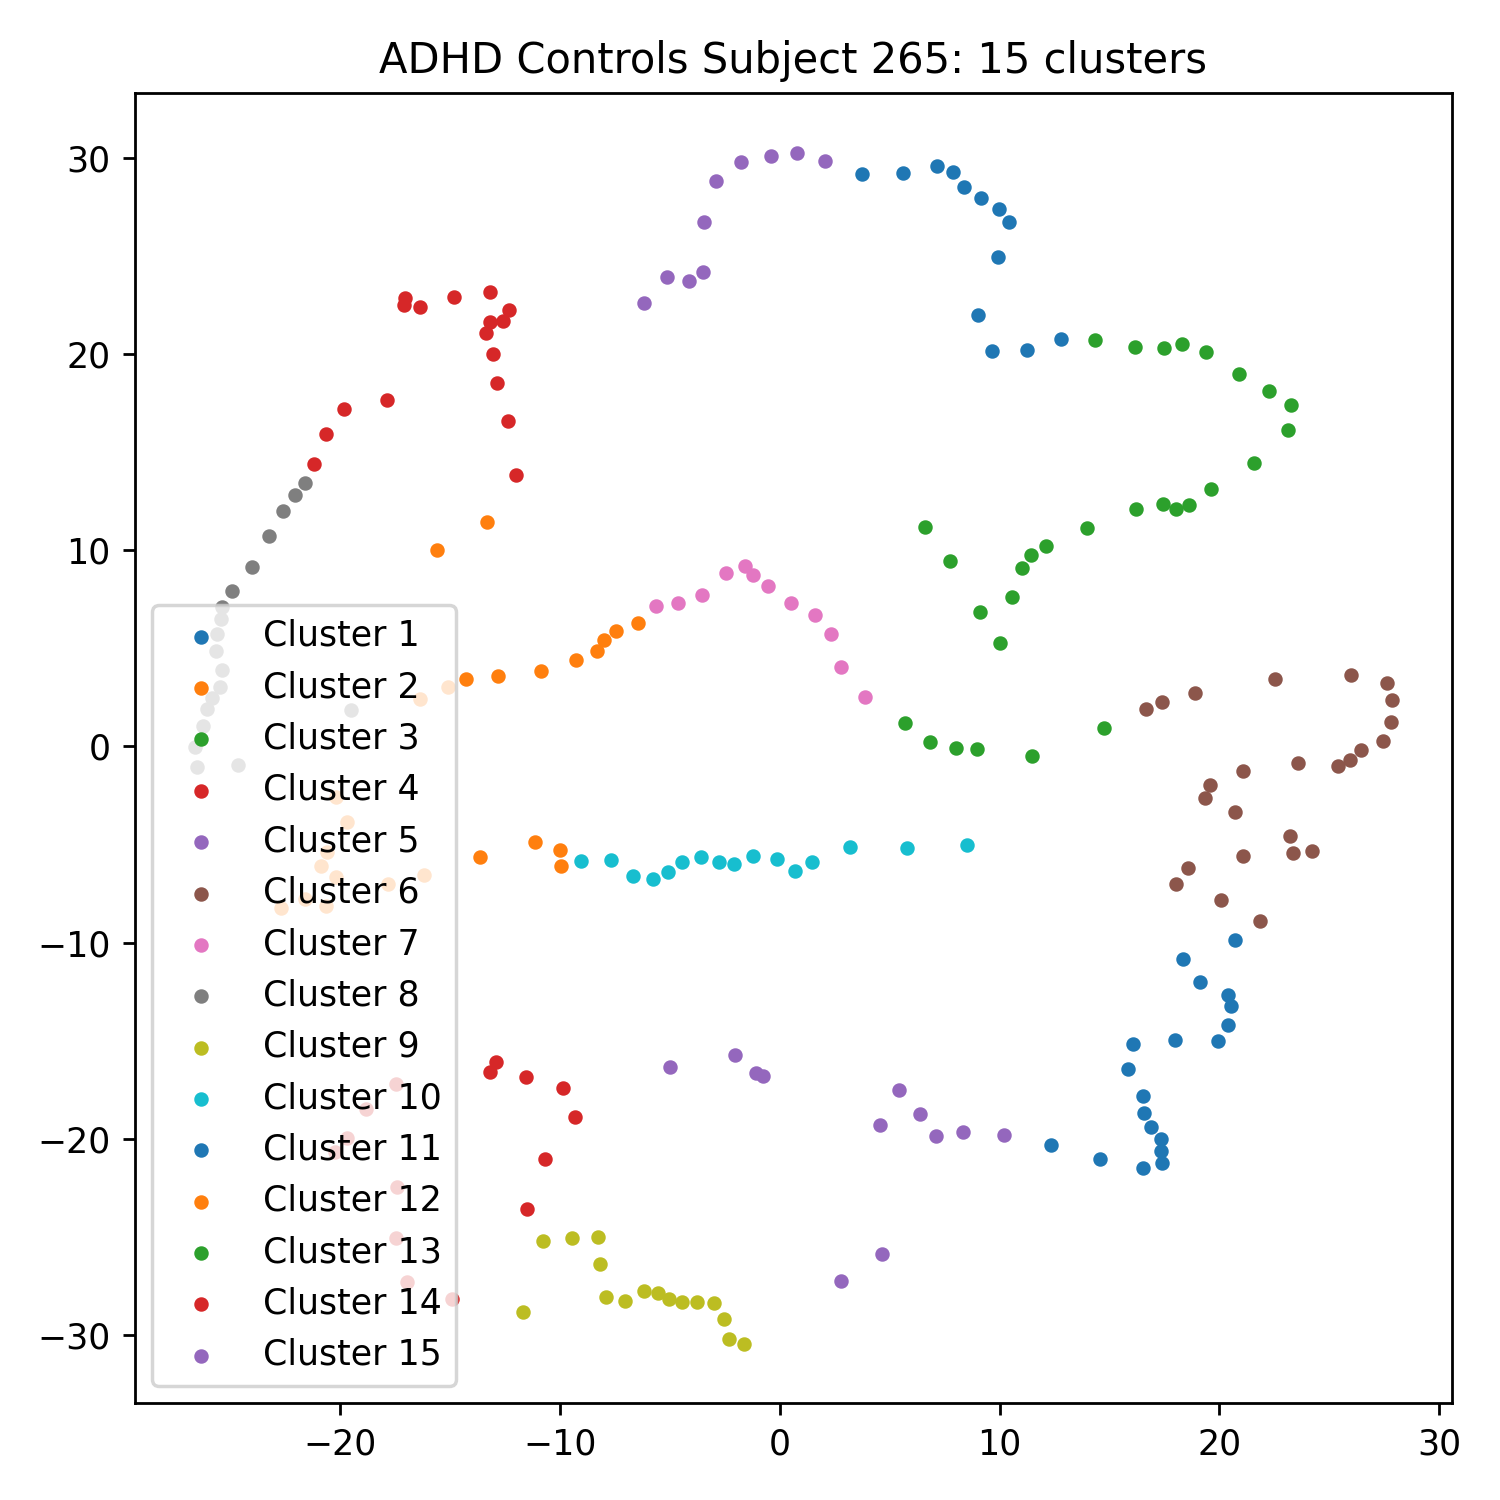 ADHD Controls Subject 265: 15 clusters
30
20
10
0
−10
−20
−30
Cluster 1
Cluster 2
Cluster 3
Cluster 4
Cluster 5
Cluster 6
Cluster 7
Cluster 8
Cluster 9
Cluster 10
Cluster 11
Cluster 12
Cluster 13
Cluster 14
Cluster 15
−20 −10 0 10 20 30